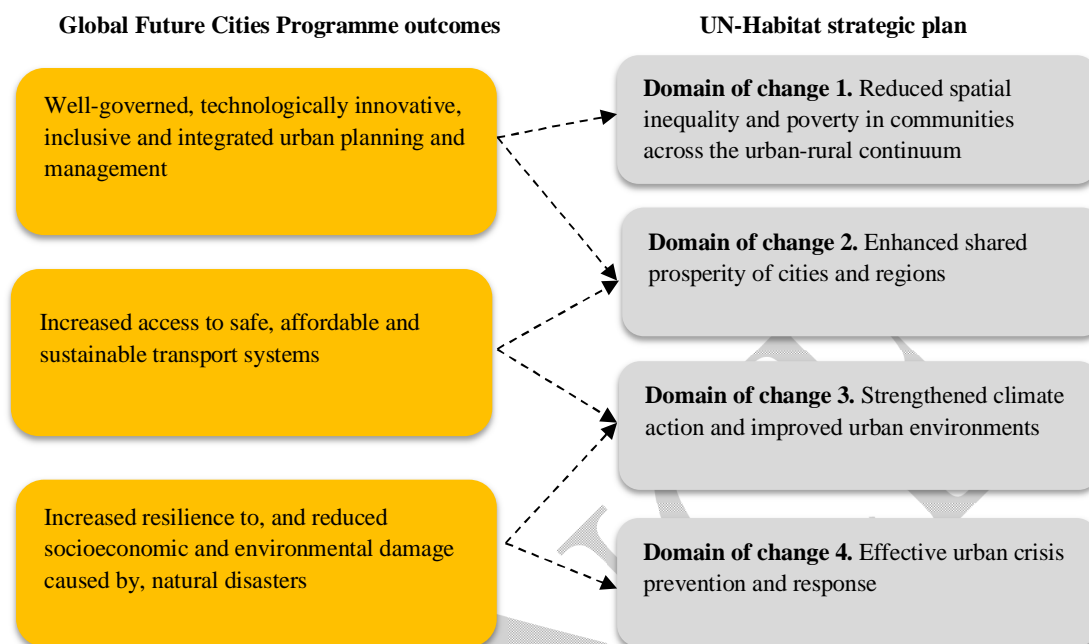 Global Future Cities Programme outcomes
UN-Habitat strategic plan
Well-governed, technologically innovative,
inclusive and integrated urban planning and
management
Increased access to safe, affordable and
sustainable transport systems
Increased resilience to, and reduced
socioeconomic and environmental damage
caused by, natural disasters
Domain of change 1. Reduced spatial
inequality and poverty in communities
across the urban-rural continuum
Domain of change 2. Enhanced shared
prosperity of cities and regions
Domain of change 3. Strengthened climate
action and improved urban environments
Domain of change 4. Effective urban crisis
prevention and response